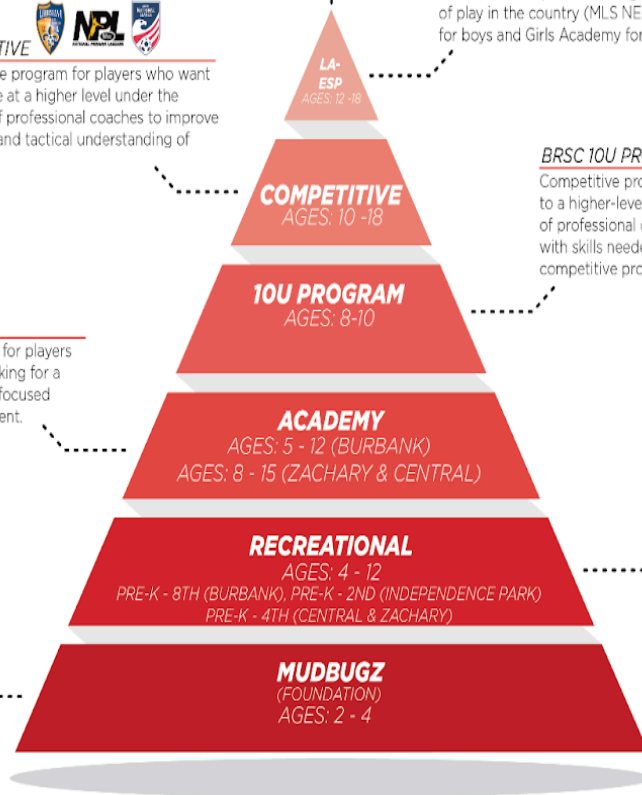 of play in the country (MLS NE
for boys and Girls Academy for
NPL
NATIONAL PREMIER LEAGUES
TIVE
e program for players who want
e at a higher level under the
f professional coaches to improve
and tactical understanding of
LA-
ESP
AGES: 12 -18
COMPETITIVE
AGES: 10 -18
BRSC 10U PR
Competitive pro
to a higher-leve
of professional
with skills neede
competitive pro
10U PROGRAM
AGES: 8-10
for players
king for a
focused
ent.
ACADEMY
AGES: 5 - 12 (BURBANK)
AGES: 8 - 15 (ZACHARY & CENTRAL)
RECREATIONAL
AGES: 4 - 12
PRE-K - 8TH (BURBANK), PRE-K - 2ND (INDEPENDENCE PARK)
PRE-K - 4TH (CENTRAL & ZACHARY)
MUDBUGZ
(FOUNDATION)
AGES: 2 - 4